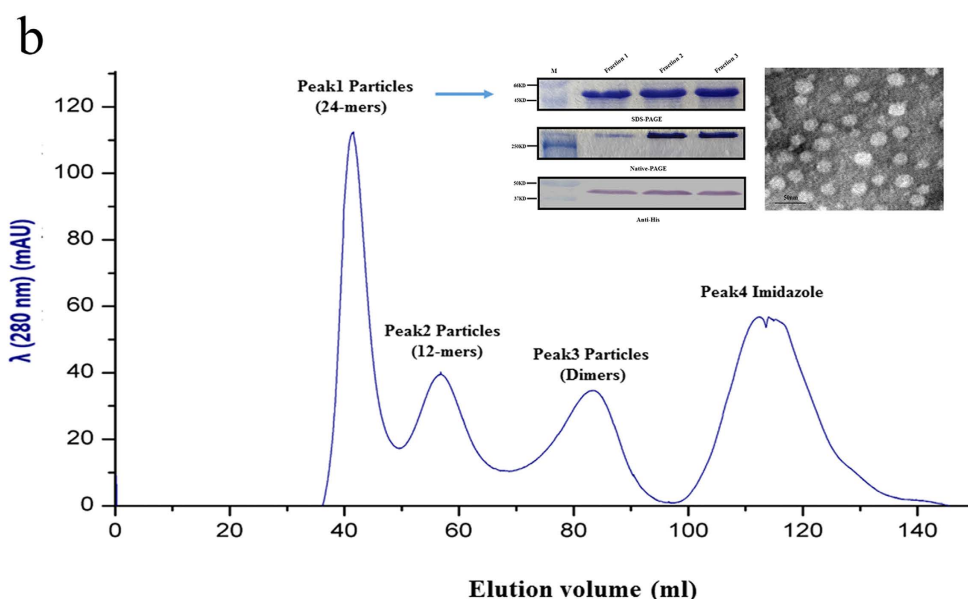 b
Peak1 Particles
(24-mers)
M Fraction 1 Fraction 2 Fraction 3
66KD
45KD
SDS-PAGE
250KD
Native-PAGE
50KD
37KD
Anti-His
50nm
Peak2 Particles
(12-mers)
Peak3 Particles
(Dimers)
Peak4 Imidazole
λ (280 nm) (mAU)
120
100
80
60
40
20
0
0 20 40 60 80 100 120 140
Elution volume (ml)